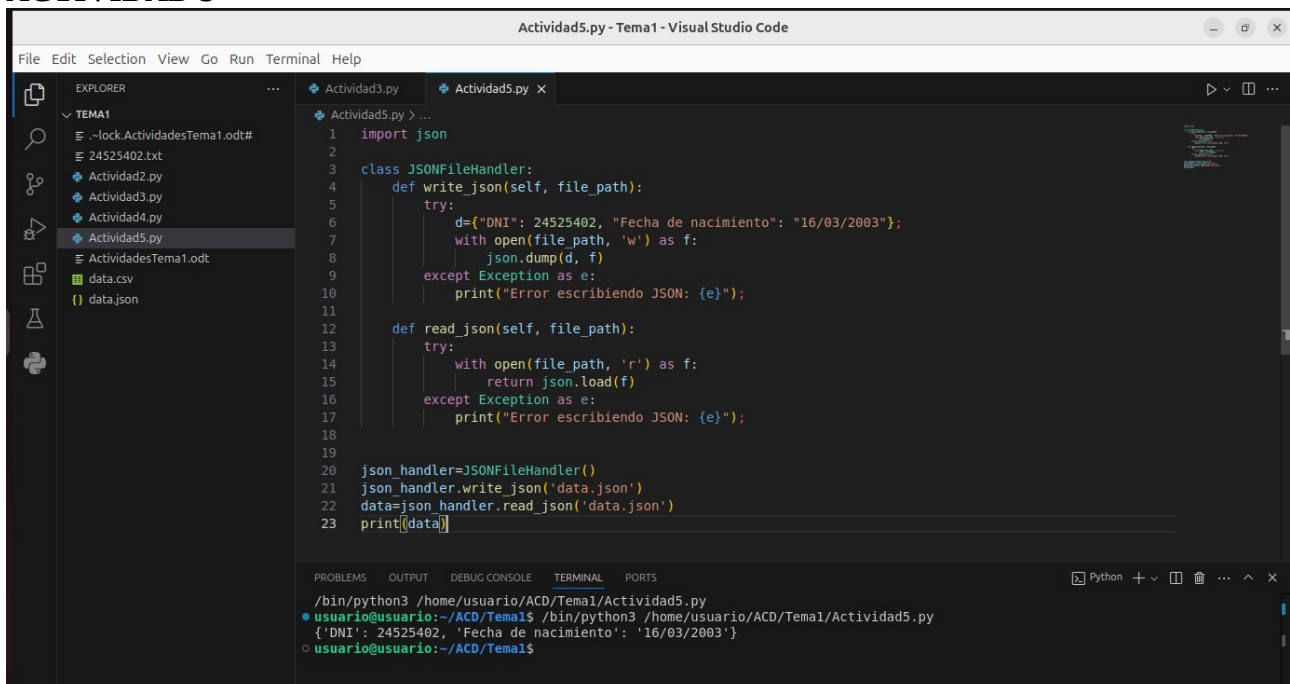 Actividad5.py - Tema1 - Visual Studio Code
File Edit Selection View Go Run Terminal Help
EXPLORER
TEMA1
.~lock.ActividadesTema1.odt#
24525402.txt
Actividad2.py
Actividad3.py
Actividad4.py
Actividad5.py
ActividadesTema1.odt
data.csv
{} data.json
Actividad3.py Actividad5.py
Actividad5.py > ...
1 import json
2
3 class JSONFileHandler:
4     def write_json(self, file_path):
5         try:
6             d={"DNI": 24525402, "Fecha de nacimiento": "16/03/2003"};
7             with open(file_path, 'w') as f:
8                 json.dump(d, f)
9         except Exception as e:
10             print("Error escribiendo JSON: {e}");
11
12     def read_json(self, file_path):
13         try:
14             with open(file_path, 'r') as f:
15                 return json.load(f)
16         except Exception as e:
17             print("Error escribiendo JSON: {e}");
18
19
20 json_handler=JSONFileHandler()
21 json_handler.write_json('data.json')
22 data=json_handler.read_json('data.json')
23 print(data)
PROBLEMS OUTPUT DEBUG CONSOLE TERMINAL PORTS
Python
/bin/python3 /home/usuario/ACD/Tema1/Actividad5.py
usuario@usuario:~/ACD/Tema1$ /bin/python3 /home/usuario/ACD/Tema1/Actividad5.py
{'DNI': 24525402, 'Fecha de nacimiento': '16/03/2003'}
usuario@usuario:~/ACD/Tema1$